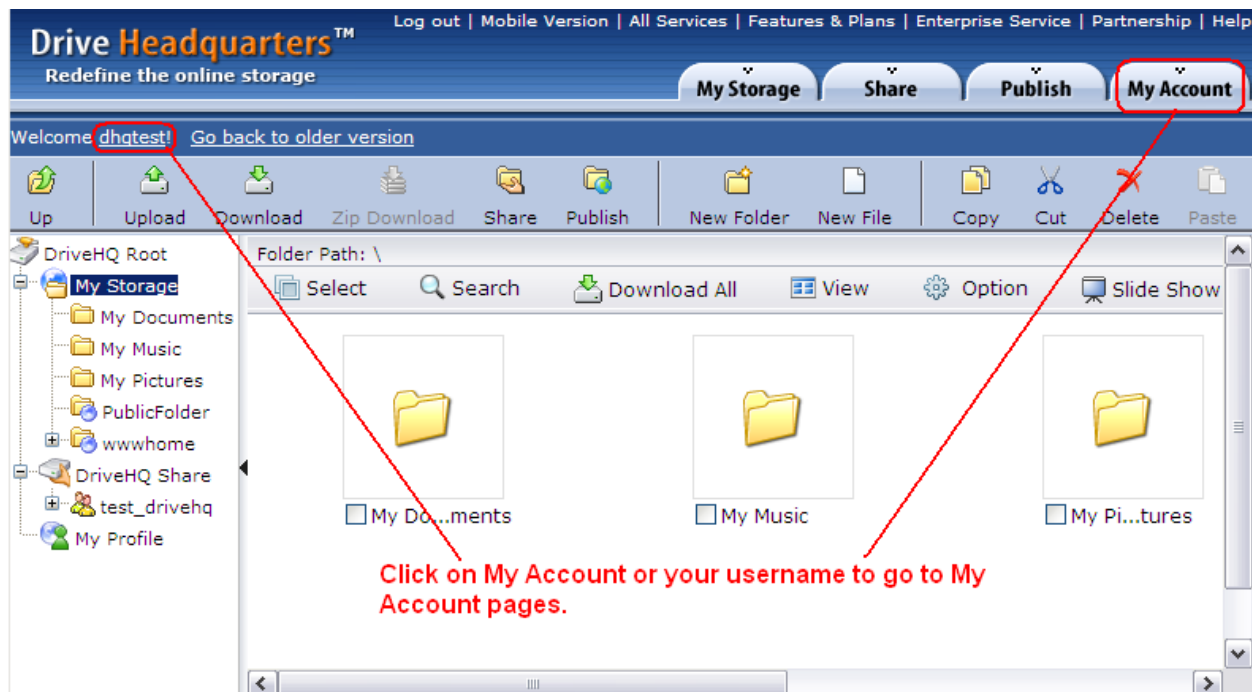 Log out | Mobile Version | All Services | Features & Plans | Enterprise Service | Partnership | Help
Drive Headquarters™
Redefine the online storage
My Storage Share Publish My Account
Welcome dhqtest! Go back to older version
Up Upload Download Zip Download Share Publish New Folder New File Copy Cut Delete Paste
DriveHQ Root
My Storage
My Documents
My Music
My Pictures
PublicFolder
wwwhome
DriveHQ Share
test_drivehq
My Profile
Folder Path: \
Select Search Download All View Option Slide Show
My Do...ments My Music My Pi...tures
Click on My Account or your username to go to My
Account pages.